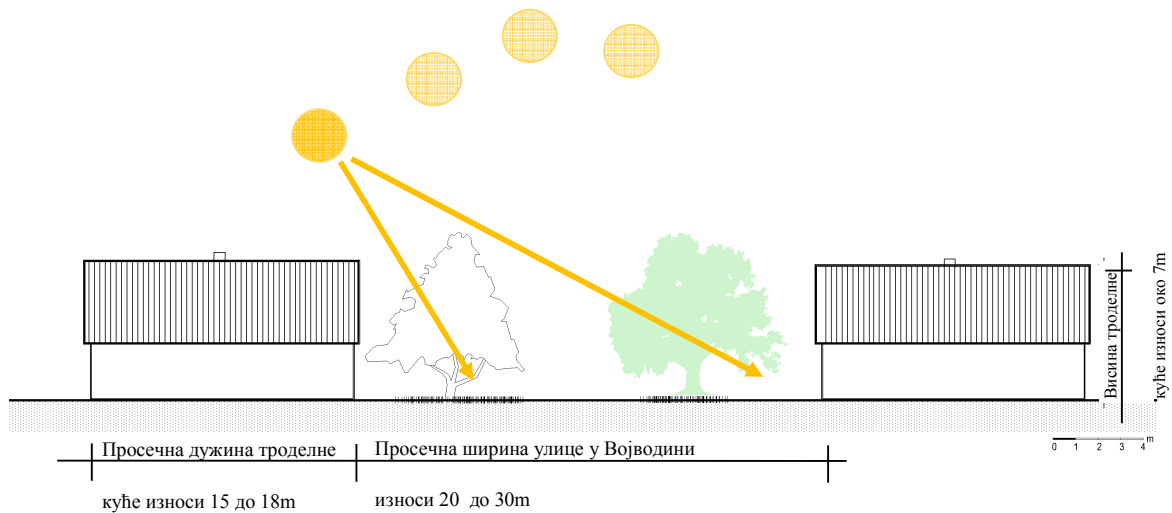 Висина троделне
куће износи око 7m
0 1 2 3 4 m
Просечна дужина троделне
куће износи 15 до 18m
Просечна ширина улице у Војводини
износи 20 до 30m